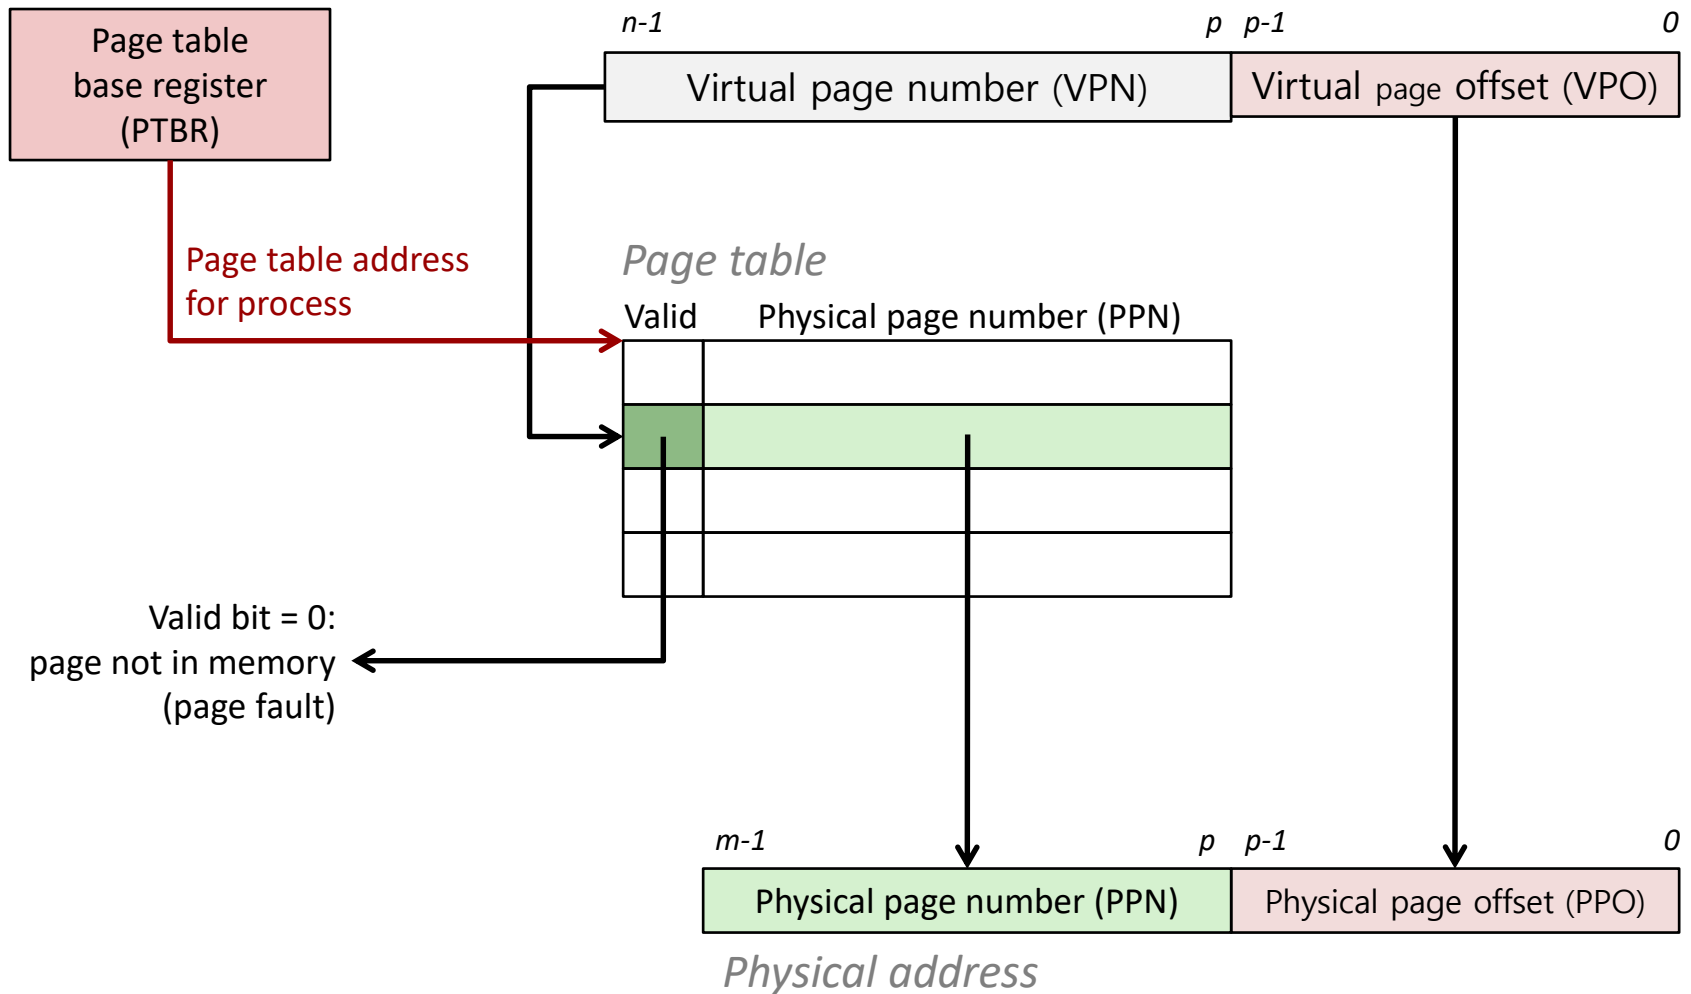 Page table
base register
(PTBR)
n-1 p p-1 0
Virtual page number (VPN) Virtual page offset (VPO)
Page table address
for process
Page table
Valid Physical page number (PPN)
Valid bit = 0:
page not in memory
(page fault)
m-1 p p-1 0
Physical page number (PPN) Physical page offset (PPO)
Physical address